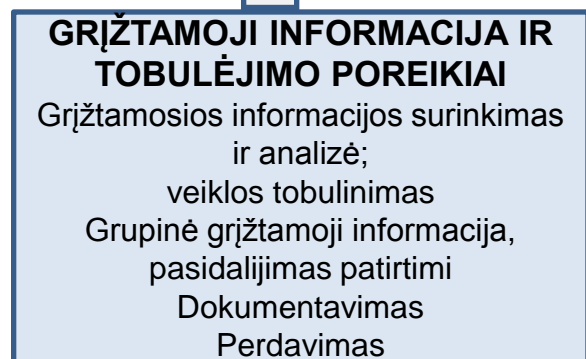 GRĮŽTAMOJI INFORMACIJA IR
TOBULĖJIMO POREIKIAI
Grįžtamosios informacijos surinkimas
ir analizė;
veiklos tobulinimas
Grupinė grįžtamoji informacija,
pasidalijimas patirtimi
Dokumentavimas
Perdavimas